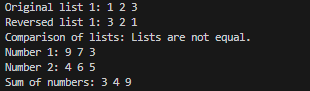 Original list 1: 1 2 3
Reversed list 1: 3 2 1
Comparison of lists: Lists are not equal.
Number 1: 9 7 3
Number 2: 4 6 5
Sum of numbers: 3 4 9